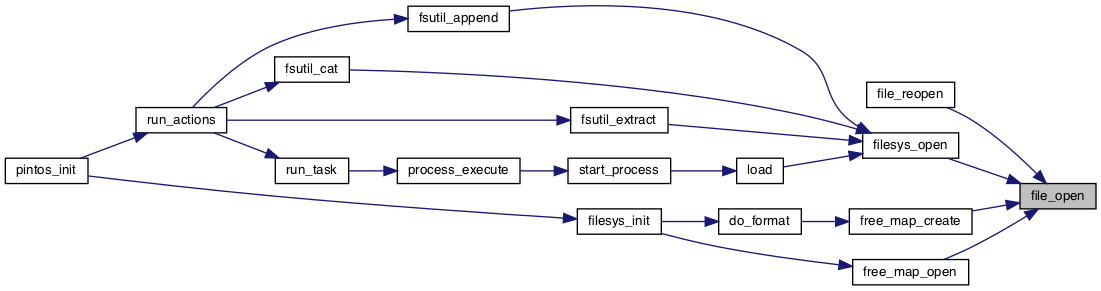 fsutil_append
fsutil_cat
file_reopen
run_actions
fsutil_extract
filesys_open
pintos_init
run_task
process_execute
start_process
load
file_open
filesys_init
do_format
free_map_create
free_map_open